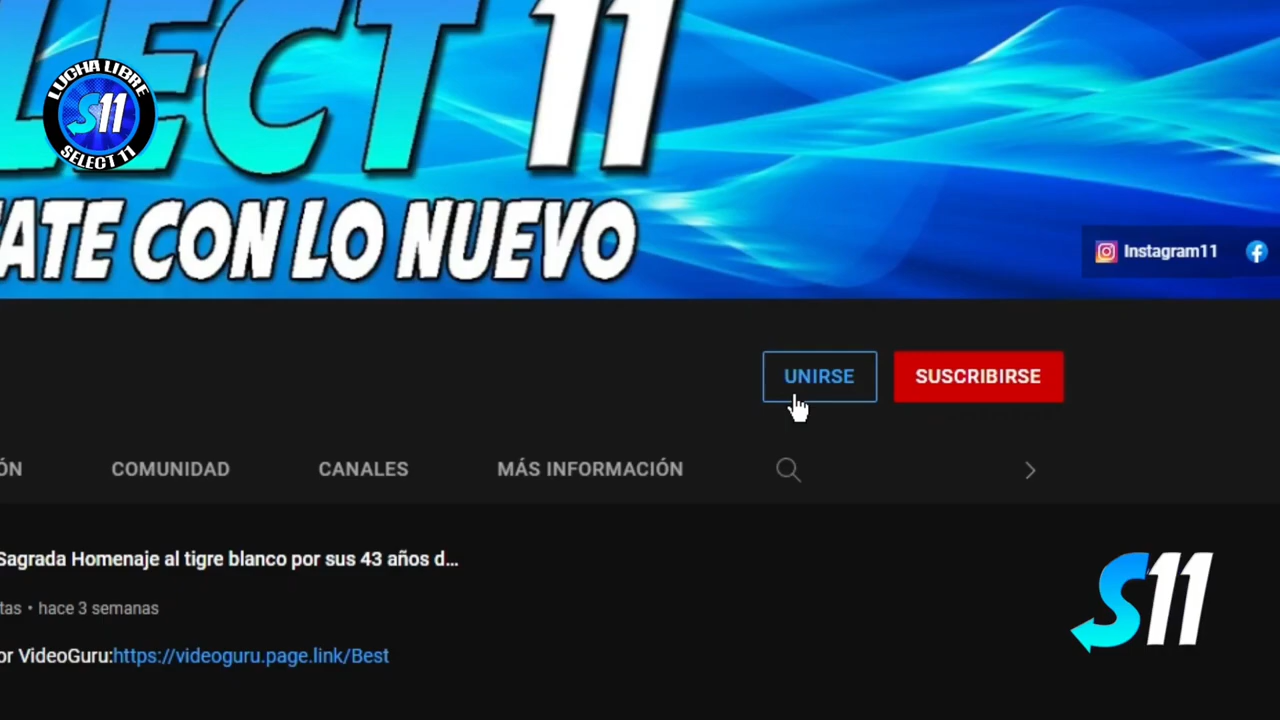 LECT 11
LUCHA LIBRE
S11
SELECT 11
ATE CON LO NUEVO
Instagram11
UNIRSE
SUSCRIBIRSE
ÓN
COMUNIDAD
CANALES
MÁS INFORMACIÓN
Sagrada Homenaje al tigre blanco por sus 43 años d...
tas • hace 3 semanas
or VideoGuru:https://videoguru.page.link/Best
S11